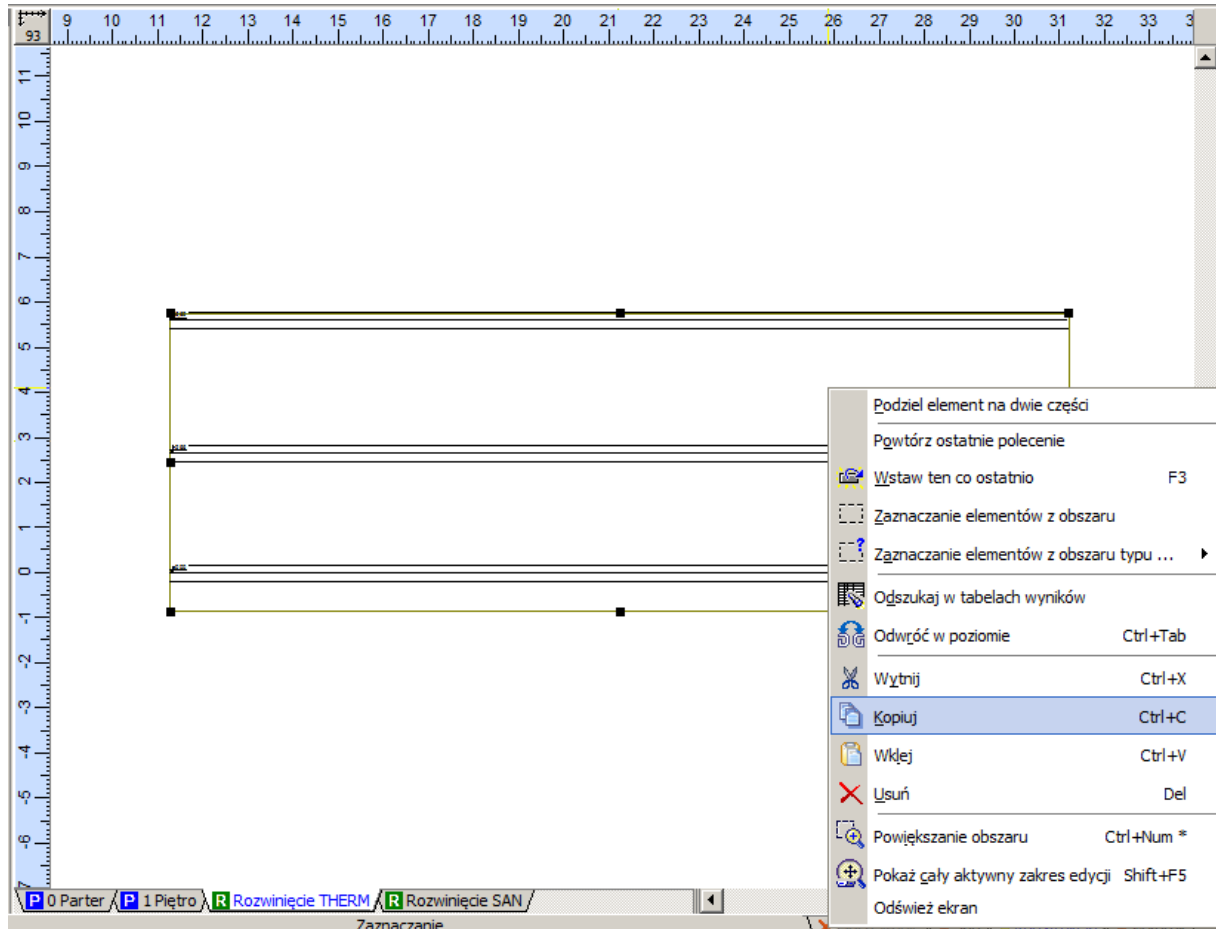 9 10 11 12 13 14 15 16 17 18 19 20 21 22 23 24 25 26 27 28 29 30 31 32 33 3
93
11
10
9
8
7
6
5
4
3
2
1
0
-1
-2
-3
-4
-5
-6
-7
Podziel element na dwie części
Powtórz ostatnie polecenie
Wstaw ten co ostatnio F3
Zaznaczanie elementów z obszaru
Zaznaczanie elementów z obszaru typu ...
Odszukaj w tabelach wyników
Odwróć w poziomie Ctrl+Tab
Wytnij Ctrl+X
Kopiuj Ctrl+C
Wklej Ctrl+V
Usuń Del
Powiększanie obszaru Ctrl+Num *
Pokaż cały aktywny zakres edycji Shift+F5
Odśwież ekran
P 0 Parter P 1 Piętro R Rozwinięcie THERM R Rozwinięcie SAN
Zaznaczanie